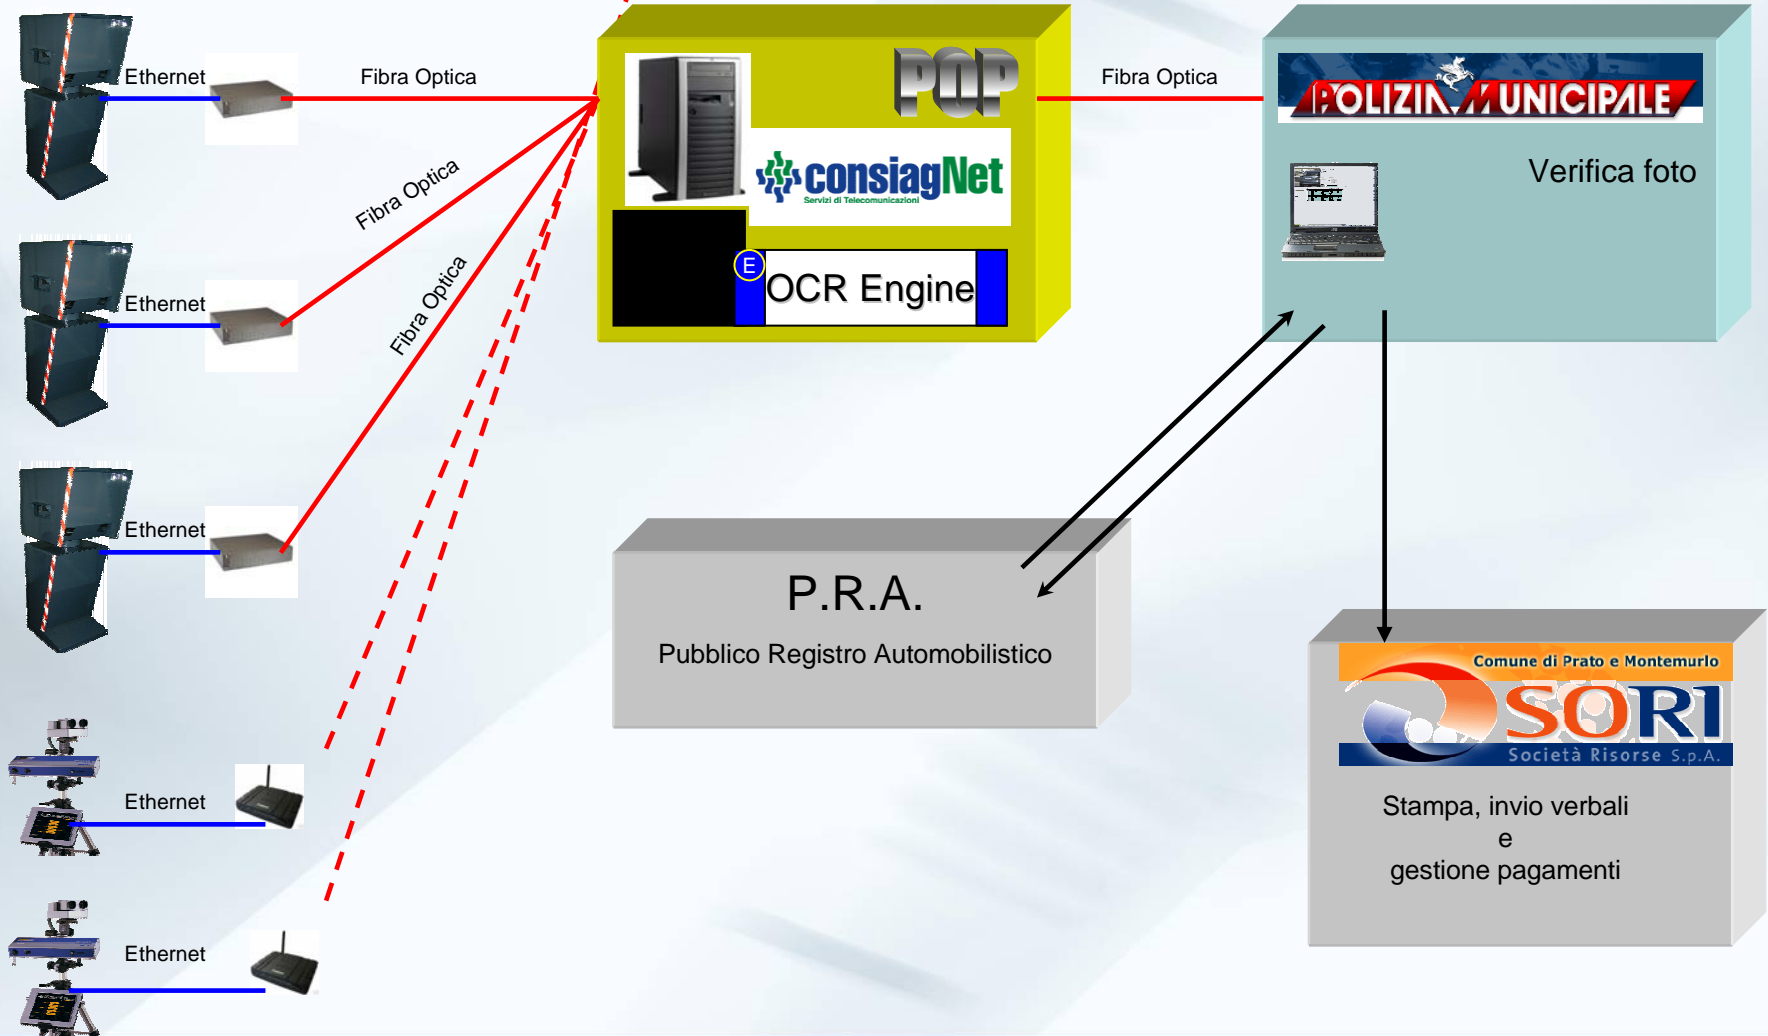 Ethernet
Fibra Optica
POP
Fibra Optica
POLIZIA MUNICIPALE
Verifica foto
consiagNet
Servizi di Telecomunicazioni
Fibra Optica
E
OCR Engine
Ethernet
Fibra Optica
Ethernet
P.R.A.
Pubblico Registro Automobilistico
Comune di Prato e Montemurlo
SORI
Società Risorse S.p.A.
Ethernet
Stampa, invio verbali
e
gestione pagamenti
Ethernet